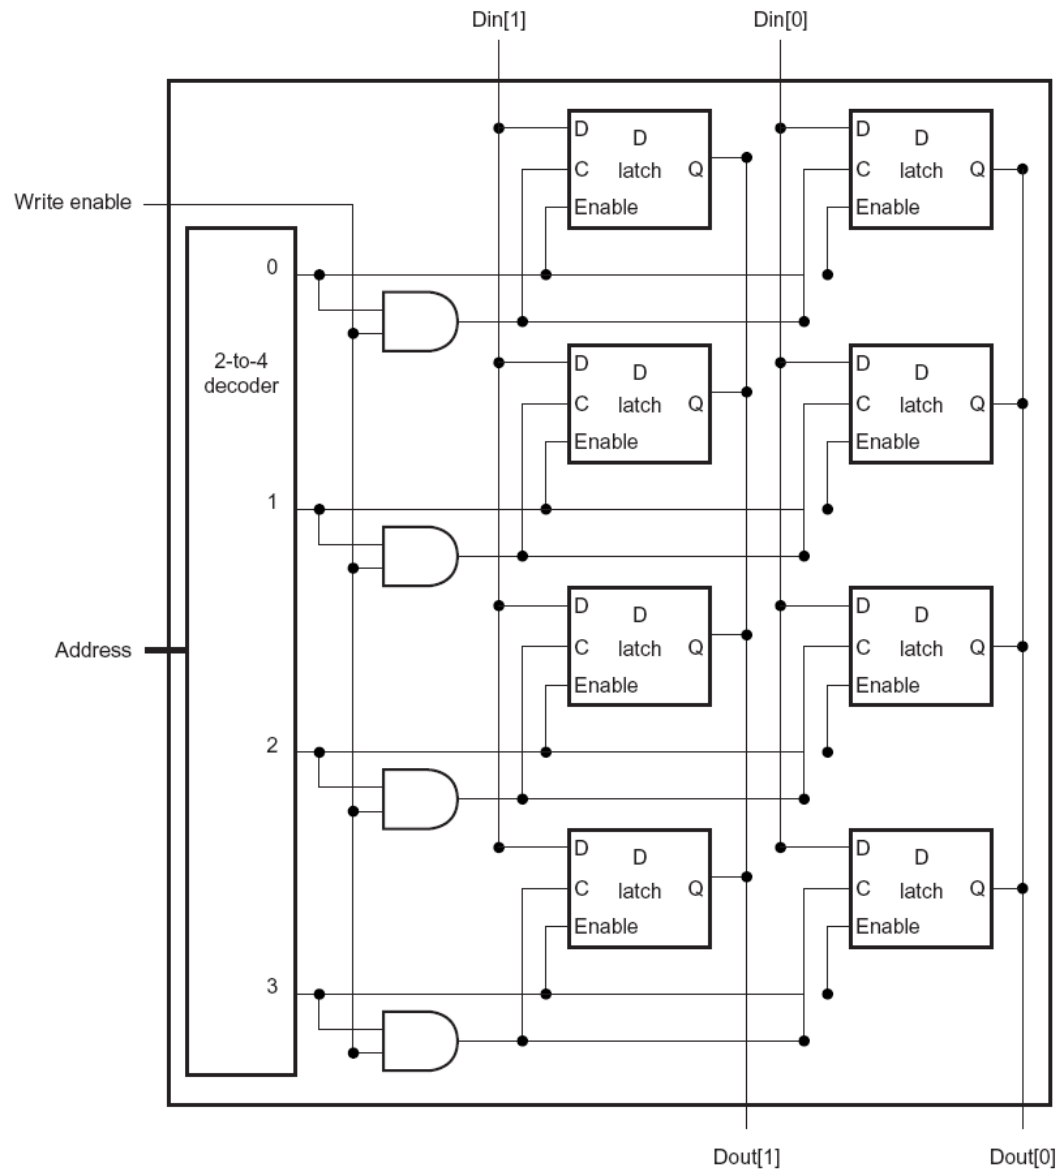 Din[1] Din[0]
D D
D D
C latch Q C latch Q
Write enable
Enable Enable
0
D D
D D
2-to-4
decoder
C latch Q C latch Q
Enable Enable
1
D D
D D
Address
C latch Q C latch Q
Enable Enable
2
D D
D D
C latch Q C latch Q
Enable Enable
3
Dout[1] Dout[0]